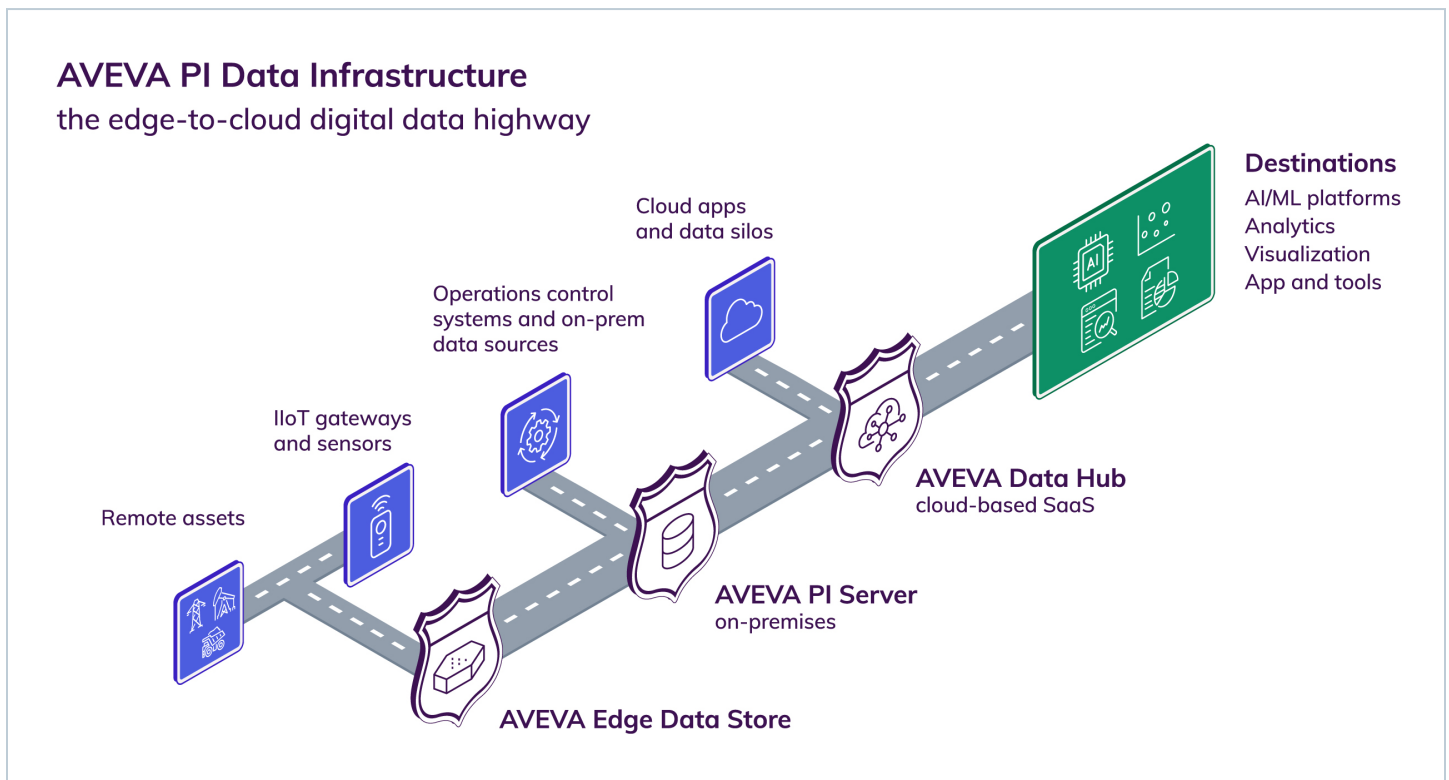 AVEVA PI Data Infrastructure
the edge-to-cloud digital data highway
Destinations
AI/ML platforms
Analytics
Visualization
App and tools
AI
Cloud apps
and data silos
Operations control
systems and on-prem
data sources
IIoT gateways
and sensors
Remote assets
AVEVA Data Hub
cloud-based SaaS
AVEVA PI Server
on-premises
AVEVA Edge Data Store